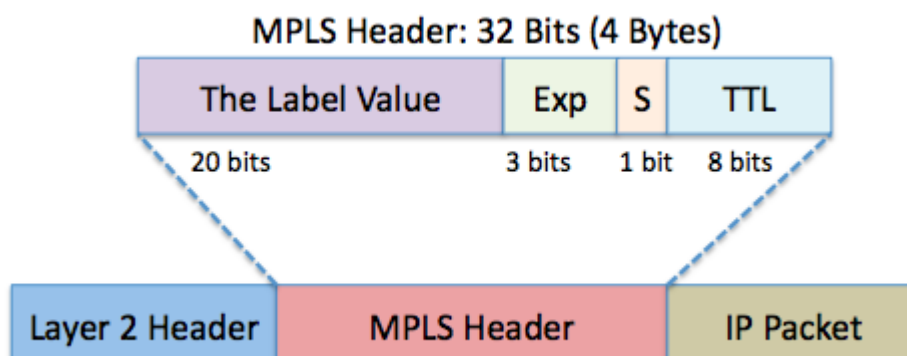 MPLS Header: 32 Bits (4 Bytes)
The Label Value Exp S TTL
20 bits 3 bits 1 bit 8 bits
Layer 2 Header MPLS Header IP Packet